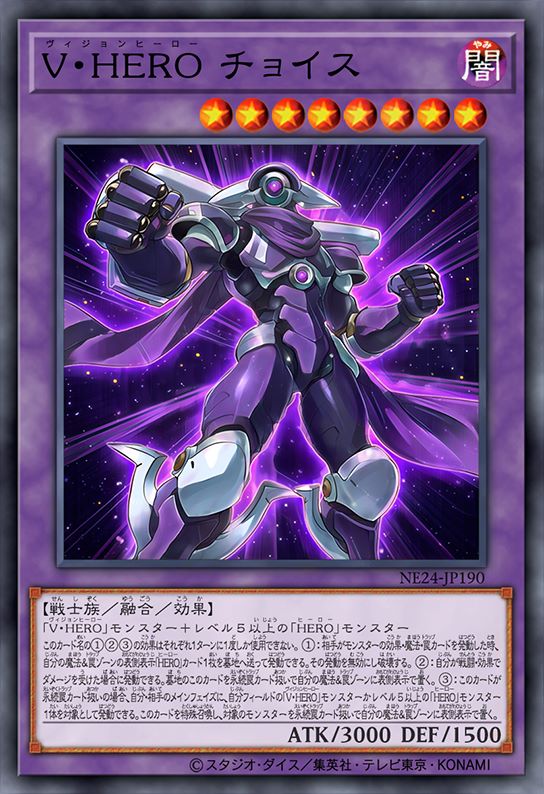 ヴィジョンヒーロー
V・HERO チョイス
やみ
闇
NE24-JP190
【戦士族／融合／効果】
「V・HERO」モンスター＋レベル５以上の「HERO」モンスター
このカード名の①②③の効果はそれぞれ1ターンに1度しか使用できない。①：相手がモンスターの効果・魔法・罠カードを発動した時、
自分の魔法&罠ゾーンの表側表示「HERO」カード1枚を墓地へ送って発動できる。その発動を無効にし破壊する。②：自分が戦闘・効果で
ダメージを受けた場合に発動できる。墓地のこのカードを永続罠カード扱いで自分の魔法&罠ゾーンに表側表示で置く。③：このカードが
永続罠カード扱いの場合、自分・相手のメインフェイズに、自分フィールドの「V・HERO」モンスターかレベル５以上の「HERO」モンスター
1体を対象として発動できる。このカードを特殊召喚し、対象のモンスターを永続罠カード扱いで自分の魔法&罠ゾーンに表側表示で置く。
ATK/3000 DEF/1500
©スタジオ・ダイス／集英社・テレビ東京・KONAMI